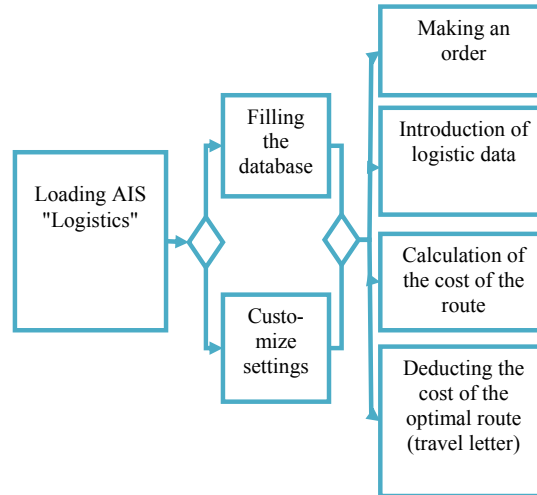 Loading AIS
"Logistics"
Filling
the
database
Custo-
mize
settings
Making an
order
Introduction of
logistic data
Calculation of
the cost of the
route
Deducting the
cost of the
optimal route
(travel letter)